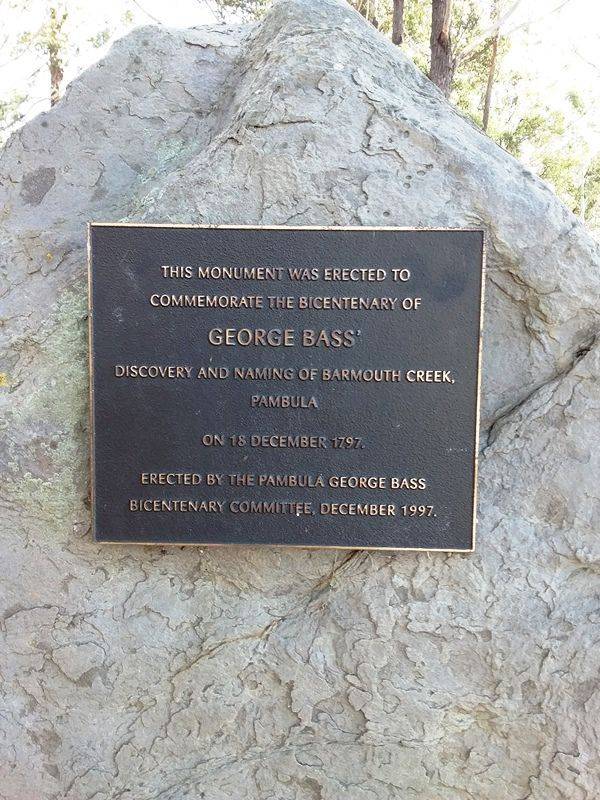 THIS MONUMENT WAS ERECTED TO
COMMEMORATE THE BICENTENARY OF
GEORGE BASS'
DISCOVERY AND NAMING OF BARMOUTH CREEK,
PAMBULA
ON 18 DECEMBER 1797.
ERECTED BY THE PAMBULA GEORGE BASS
BICENTENARY COMMITTEE, DECEMBER 1997.